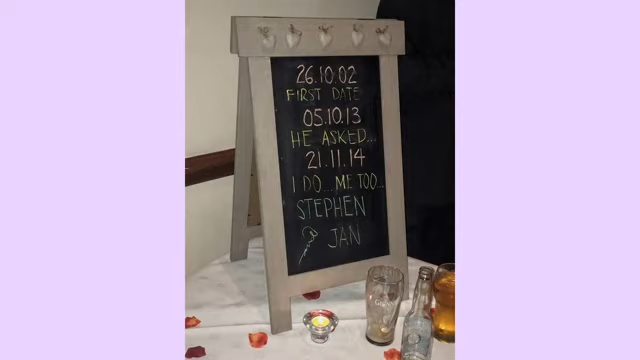 26.10.02
FIRST DATE
05.10.13
HE ASKED...
21.11.14
I DO...ME TOO...
STEPHEN
JAN